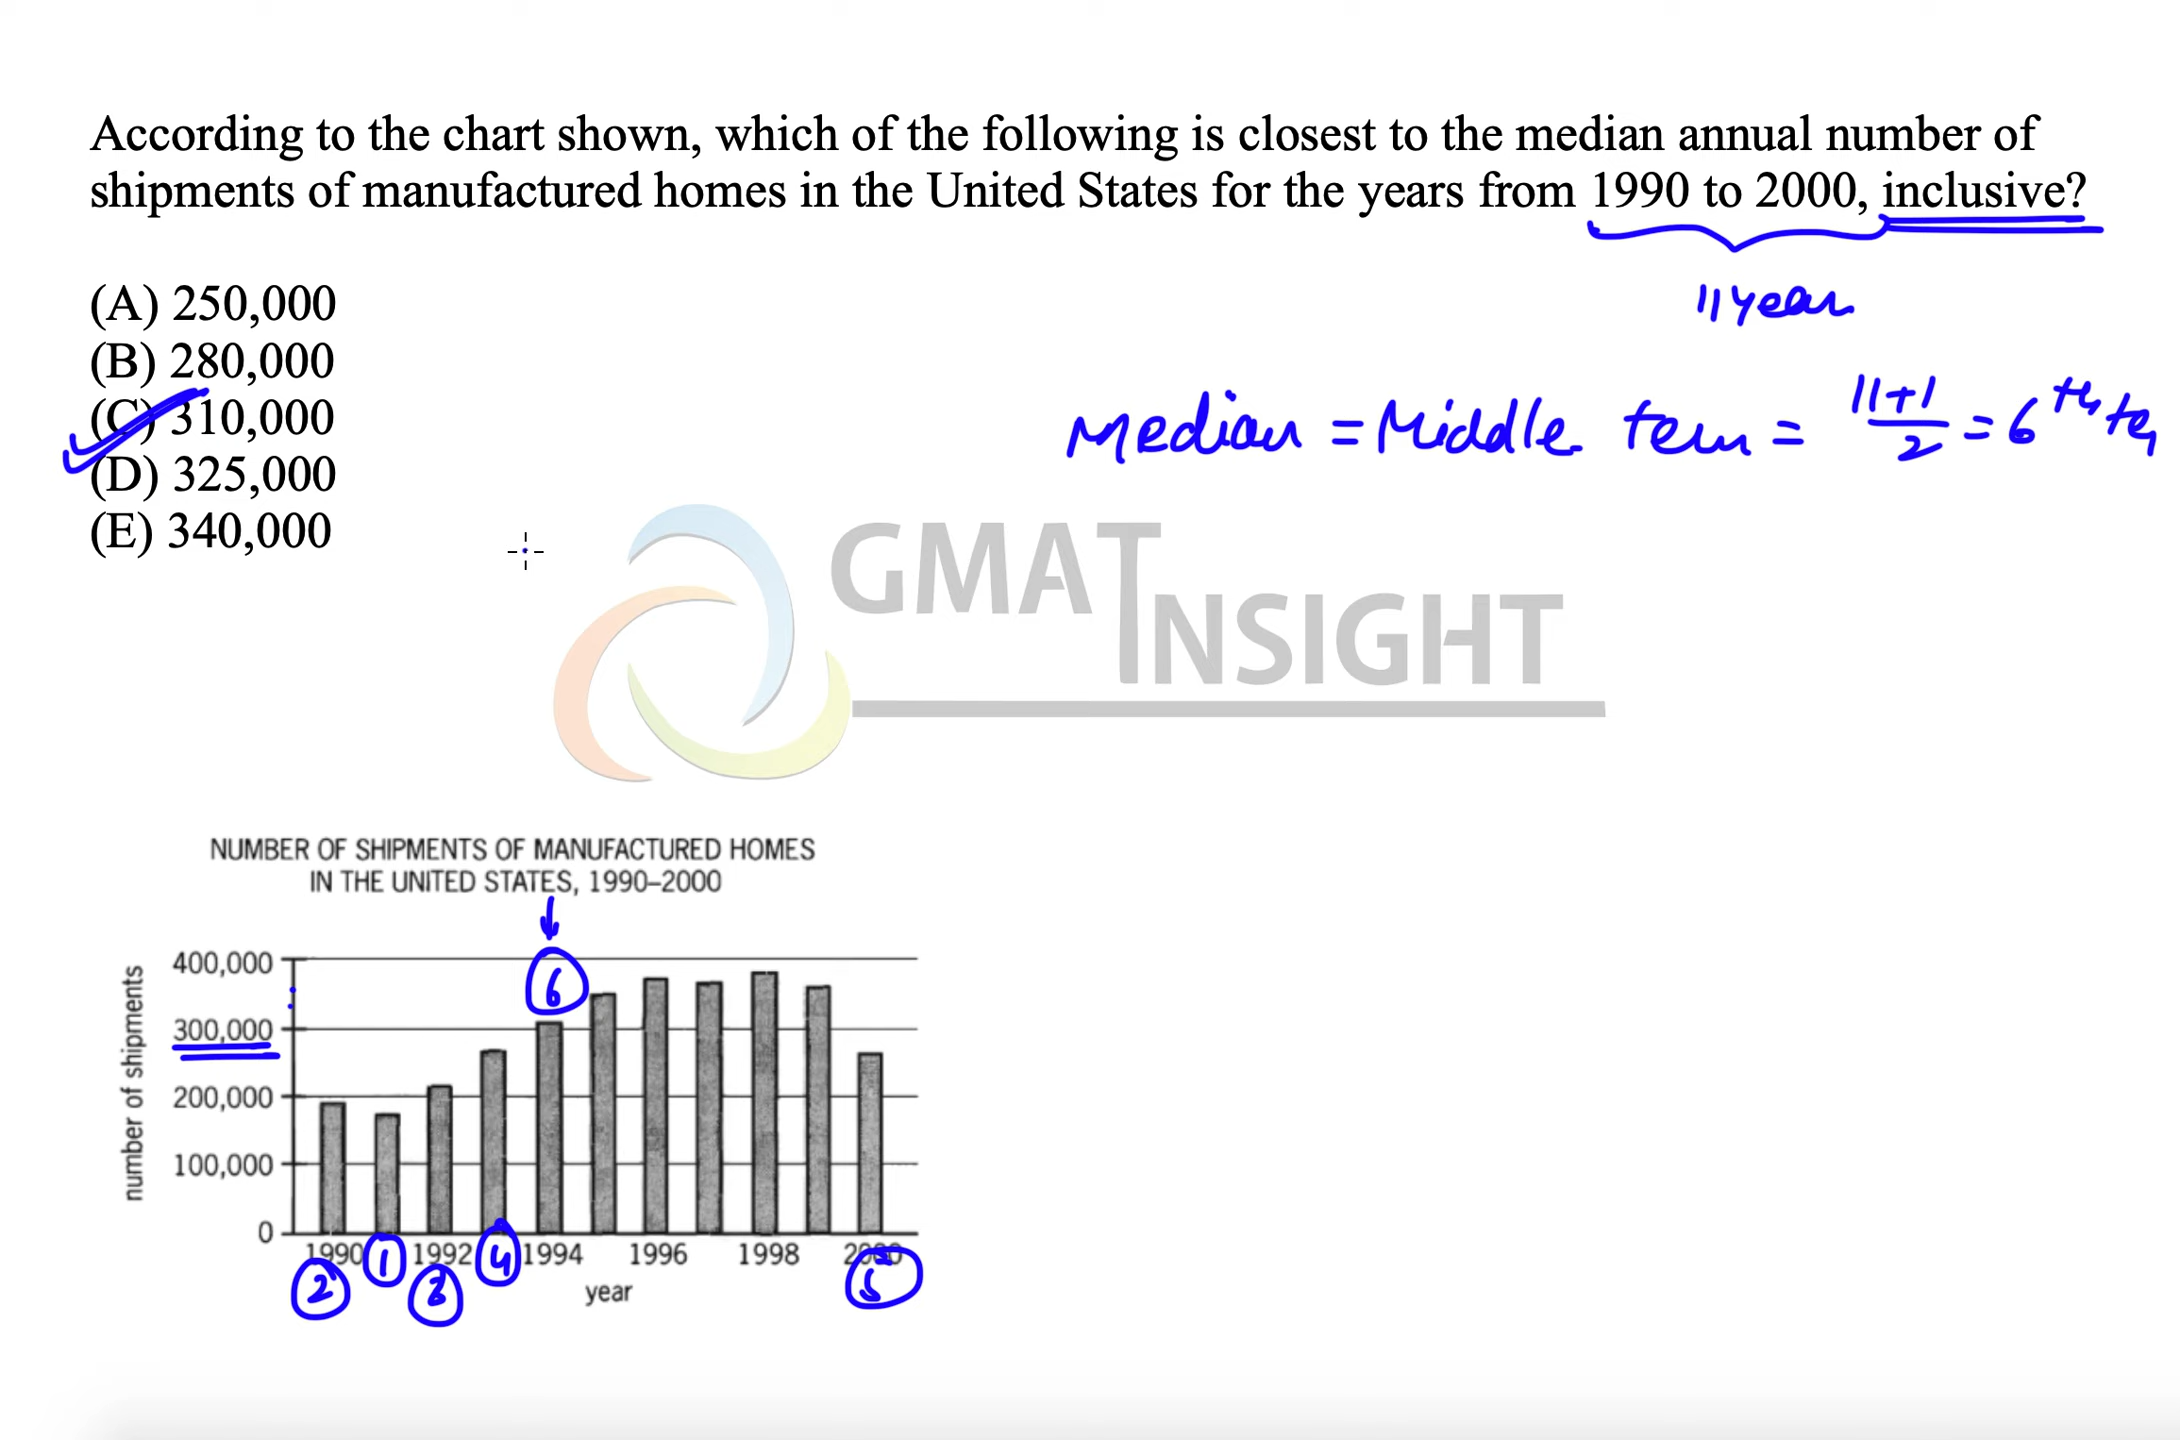 According to the chart shown, which of the following is closest to the median annual number of
shipments of manufactured homes in the United States for the years from 1990 to 2000, inclusive?
11 year
(A) 250,000
(B) 280,000
(C) 310,000
(D) 325,000
(E) 340,000
Median = Middle term = 11+1/2 = 6th te
GMAT
INSIGHT
NUMBER OF SHIPMENTS OF MANUFACTURED HOMES
IN THE UNITED STATES, 1990–2000
number of shipments
400,000
6
300,000
200,000
100,000
0
1990 1992 1994 1996 1998 2000
1 4
2 3 5
year